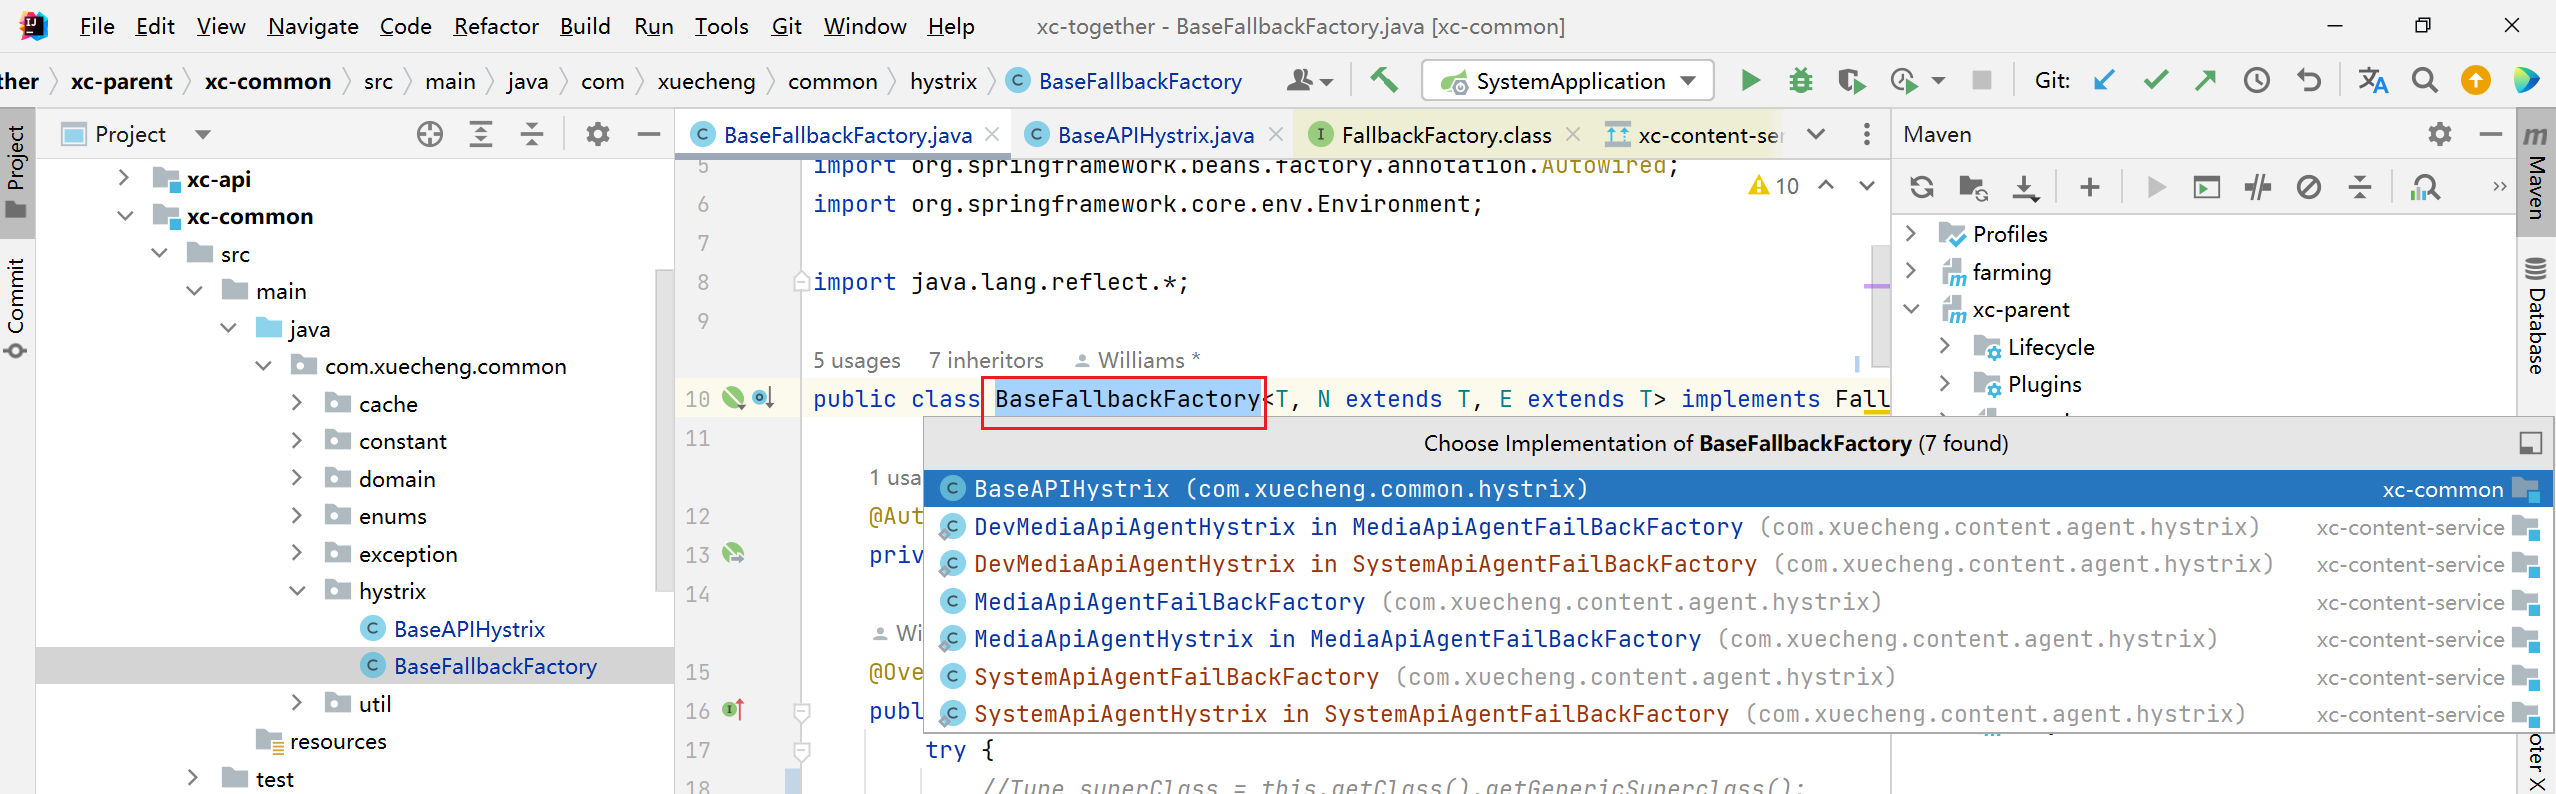 File Edit View Navigate Code Refactor Build Run Tools Git Window Help xc-together - BaseFallbackFactory.java [xc-common]
ther xc-parent xc-common src main java com xuecheng common hystrix BaseFallbackFactory SystemApplication Git:
Project
Commit
Project
xc-api
xc-common
src
main
java
com.xuecheng.common
cache
constant
domain
enums
exception
hystrix
BaseAPIHystrix
BaseFallbackFactory
util
resources
test
BaseFallbackFactory.java BaseAPIHystrix.java FallbackFactory.class xc-content-ser
5 import org.springframework.beans.factory.annotation.Autowired;
10
6 import org.springframework.core.env.Environment;
7
8 import java.lang.reflect.*;
9
5 usages 7 inheritors Williams *
10 public class BaseFallbackFactory<T, N extends T, E extends T> implements Fall
11
1 usa
12 @Aut
13 priv
14
Wi
15 @Ove
16 publ
17 try {
18 //Type superClass = this.getClass().getGenericSuperclass();
Choose Implementation of BaseFallbackFactory (7 found)
BaseAPIHystrix (com.xuecheng.common.hystrix) xc-common
DevMediaApiAgentHystrix in MediaApiAgentFailBackFactory (com.xuecheng.content.agent.hystrix) xc-content-service
DevMediaApiAgentHystrix in SystemApiAgentFailBackFactory (com.xuecheng.content.agent.hystrix) xc-content-service
MediaApiAgentFailBackFactory (com.xuecheng.content.agent.hystrix) xc-content-service
MediaApiAgentHystrix in MediaApiAgentFailBackFactory (com.xuecheng.content.agent.hystrix) xc-content-service
SystemApiAgentFailBackFactory (com.xuecheng.content.agent.hystrix) xc-content-service
SystemApiAgentHystrix in SystemApiAgentFailBackFactory (com.xuecheng.content.agent.hystrix) xc-content-service
Maven
Profiles
farming
xc-parent
Lifecycle
Plugins
Maven
Database
oter X